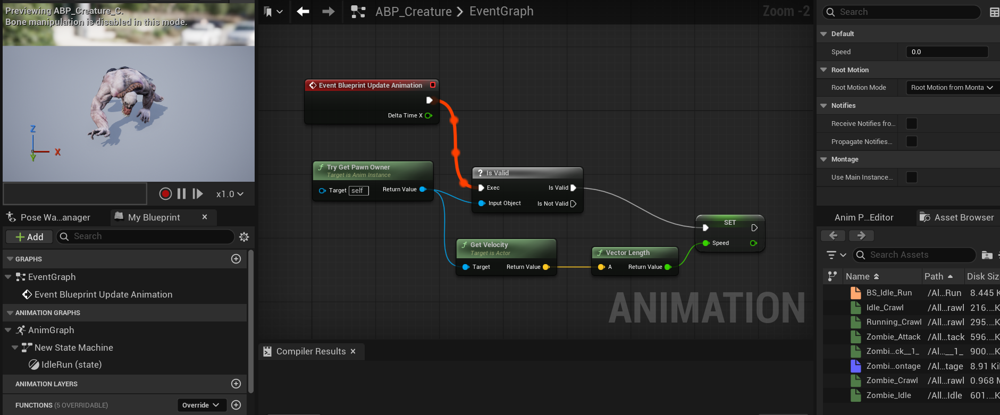 Previewing ABP_Creature_C.
Bone manipulation is disabled in this mode.
Z
X
Y
x1.0
Pose Wa...anager
My Blueprint
Add
Search
GRAPHS
EventGraph
Event Blueprint Update Animation
ANIMATION GRAPHS
AnimGraph
New State Machine
IdleRun (state)
ANIMATION LAYERS
FUNCTIONS (5 OVERRIDABLE)
Override
ABP_Creature > EventGraph
Zoom -2
Event Blueprint Update Animation
Delta Time X
Try Get Pawn Owner
Target is Anim Instance
Target self
Return Value
? Is Valid
Exec
Is Valid
Input Object
Is Not Valid
Get Velocity
Target is Actor
Target
Return Value
Vector Length
A
Return Value
SET
Speed
ANIMATION
Compiler Results
Search
Default
Speed
0.0
Root Motion
Root Motion Mode
Root Motion from Monta
Notifies
Receive Notifies fro...
Propagate Notifies...
Montage
Use Main Instance...
Anim P...Editor
Asset Browser
Search Assets
Name
Path
Disk Siz
BS_Idle_Run /Al...Run 8.445 K
Idle_Crawl /All...rawl 216....K
Running_Crawl /All...rawl 295....K
Zombie_Attack /All...tack 596....K
Zombi...ck__1_ /Al...__1_ 900....K
Zombi...ontage /Al...tage 8.91 Ki
Zombie_Crawl /All...rawl 0.968 M
Zombie_Idle /All...Idle 601....K